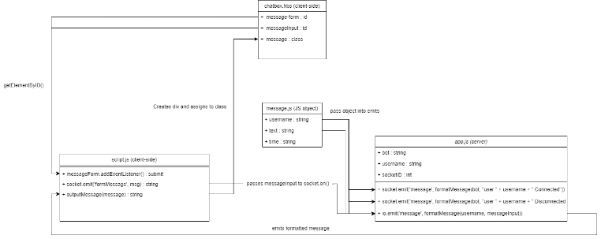 chatbox.hbs (client-side)
+ message-form : id
+ messageInput : id
+ message : class
getElementByID()
Creates div and assigns to class
message.js (JS object)
+ username : string
+ text : string
+ time : string
pass object into emits
app.js (server)
+ bot : string
+ username : string
+ socketID : int
+ socket.emit('message', formatMessage(bot, "user " + username + " Connected"))
+ socket.emit('message', formatMessage(bot, "user " + username + " Disconnected
+ io.emit('message', formatMessage(username, messageInput))
script.js (client-side)
+ messageForm.addEventListener() : submit
+ socket.emit('formMessage', msg) : string
+ outputMessage(message) : string
passes messageInput to socket.on()
emits formatted message